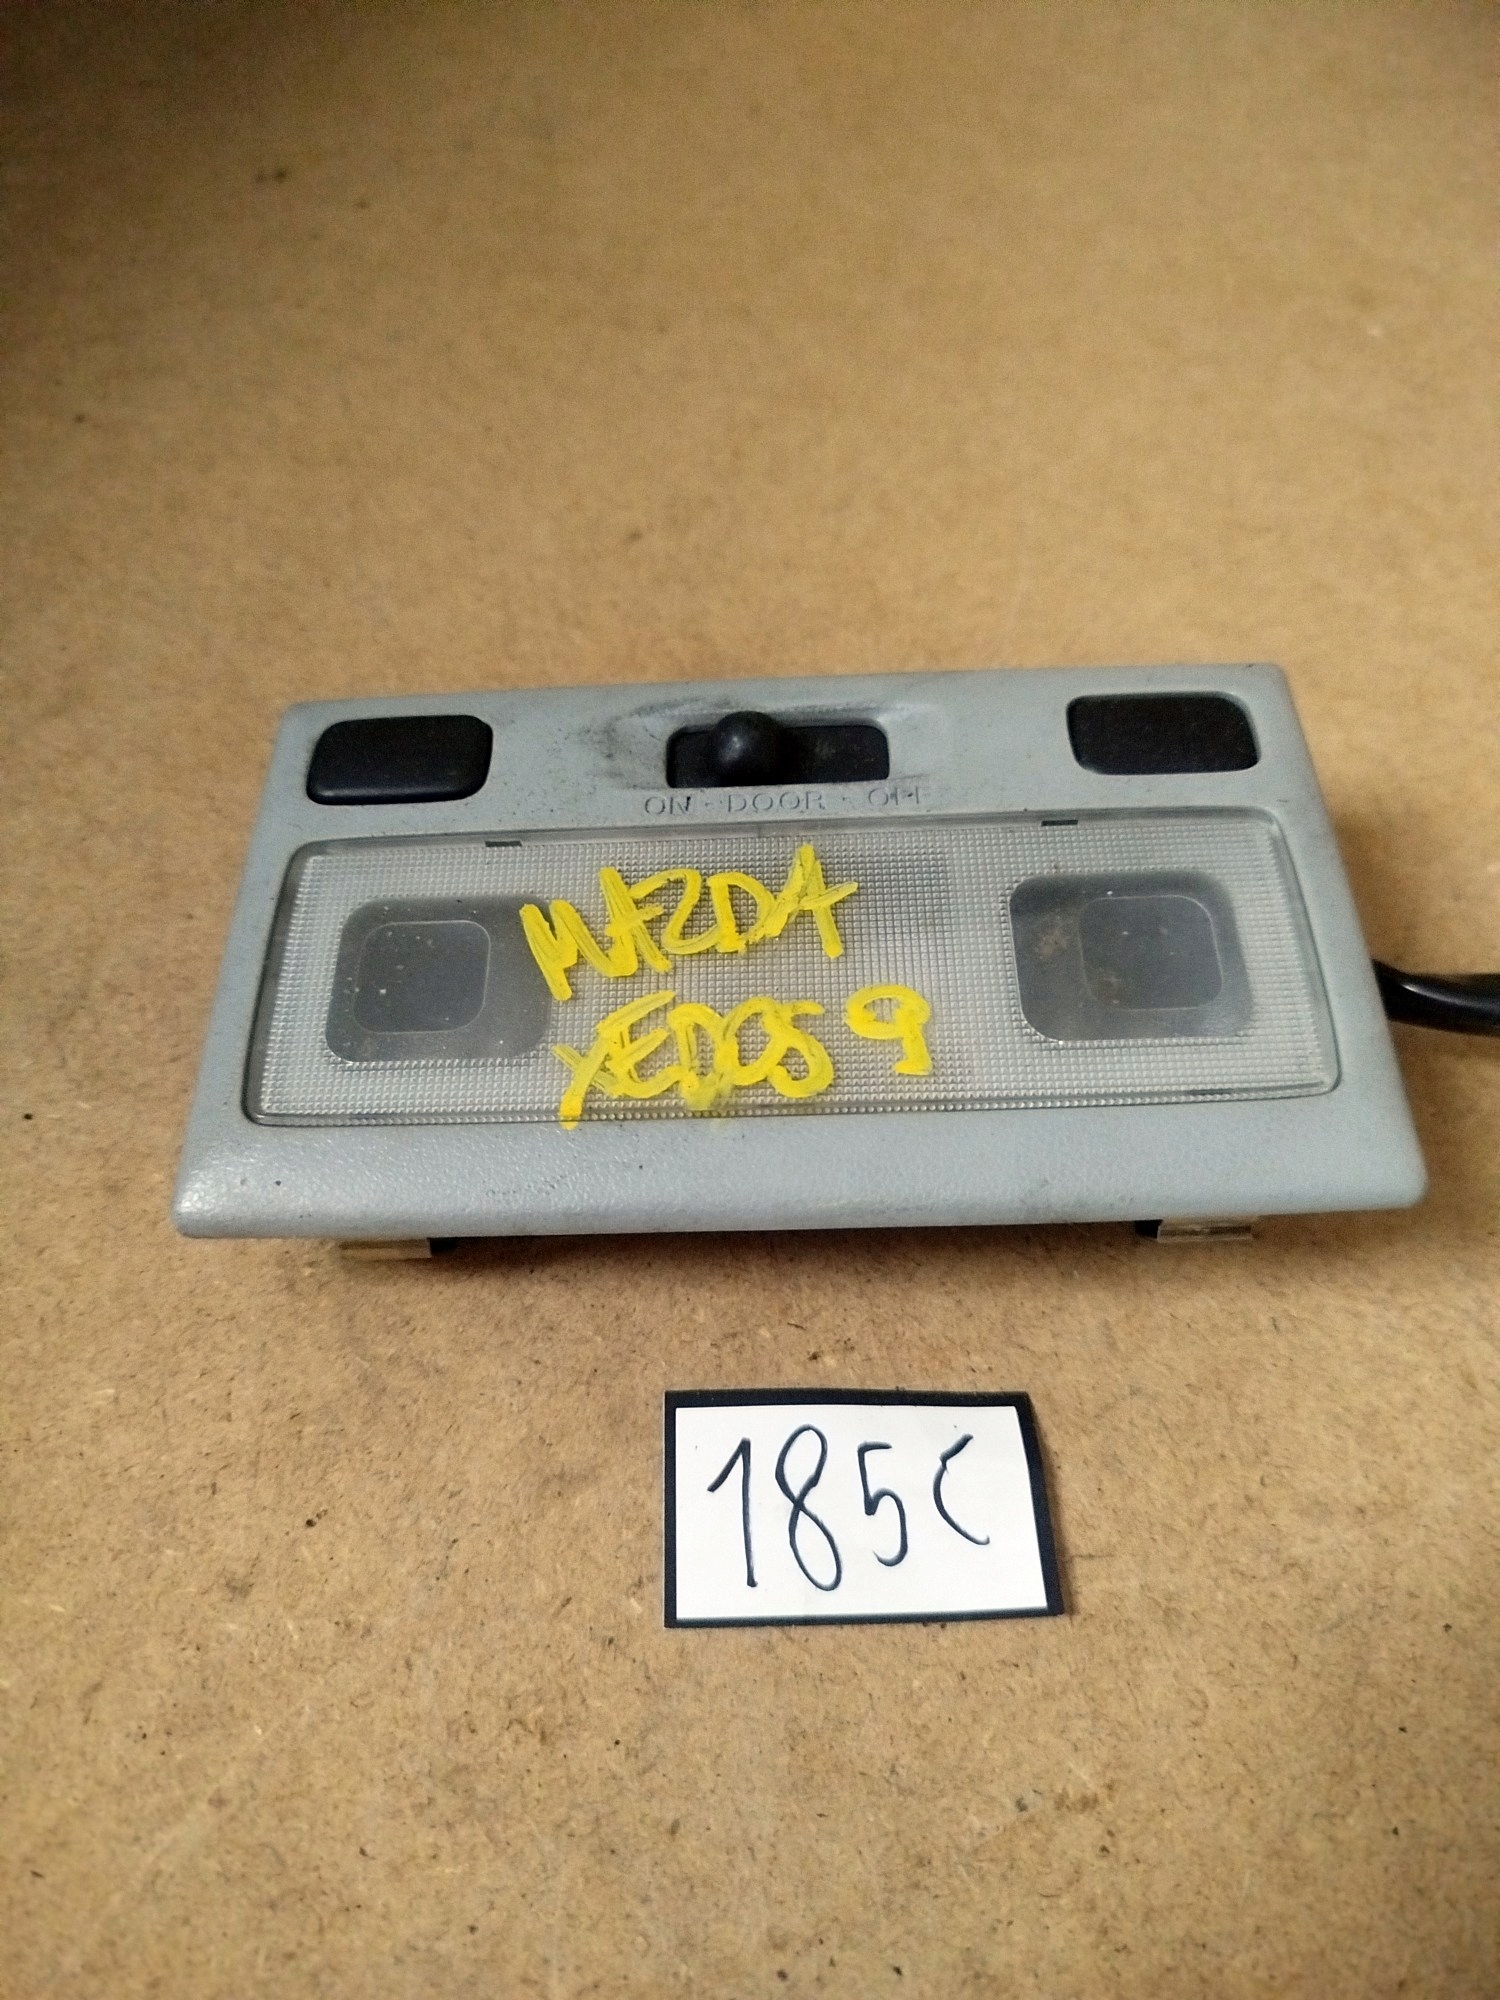 ON · DOOR · OFF
MAZDA
XEDOS 9
185C